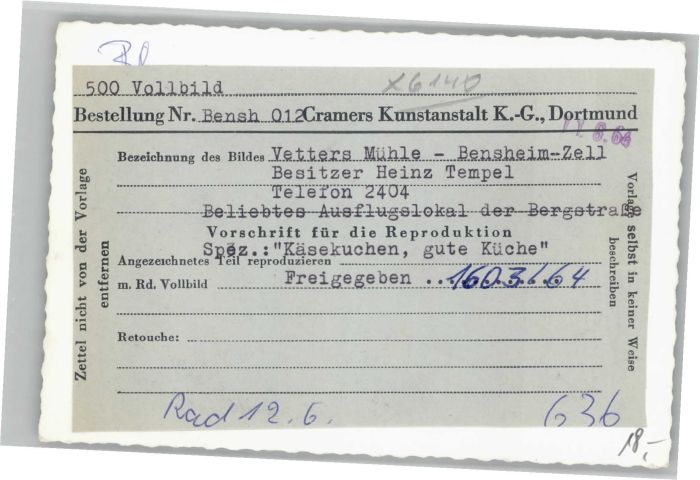 500 Vollbild
X6140
Bestellung Nr. Bensh 012 Cramers Kunstanstalt K.-G., Dortmund
11.6.64
Bezeichnung des Bildes Vetters Mühle - Bensheim-Zell
Besitzer Heinz Tempel
Telefon 2404
Beliebtes Ausflugslokal der Bergstraße
Vorschrift für die Reproduktion
Spez.:"Käsekuchen, gute Küche"
Angezeichnetes Teil reproduzieren
m. Rd. Vollbild Freigegeben
Retouche:
Zettel nicht von der Vorlage
entfernen
Vorlage selbst in keiner Weise
beschreiben
Rad 12.6.
636
18,-